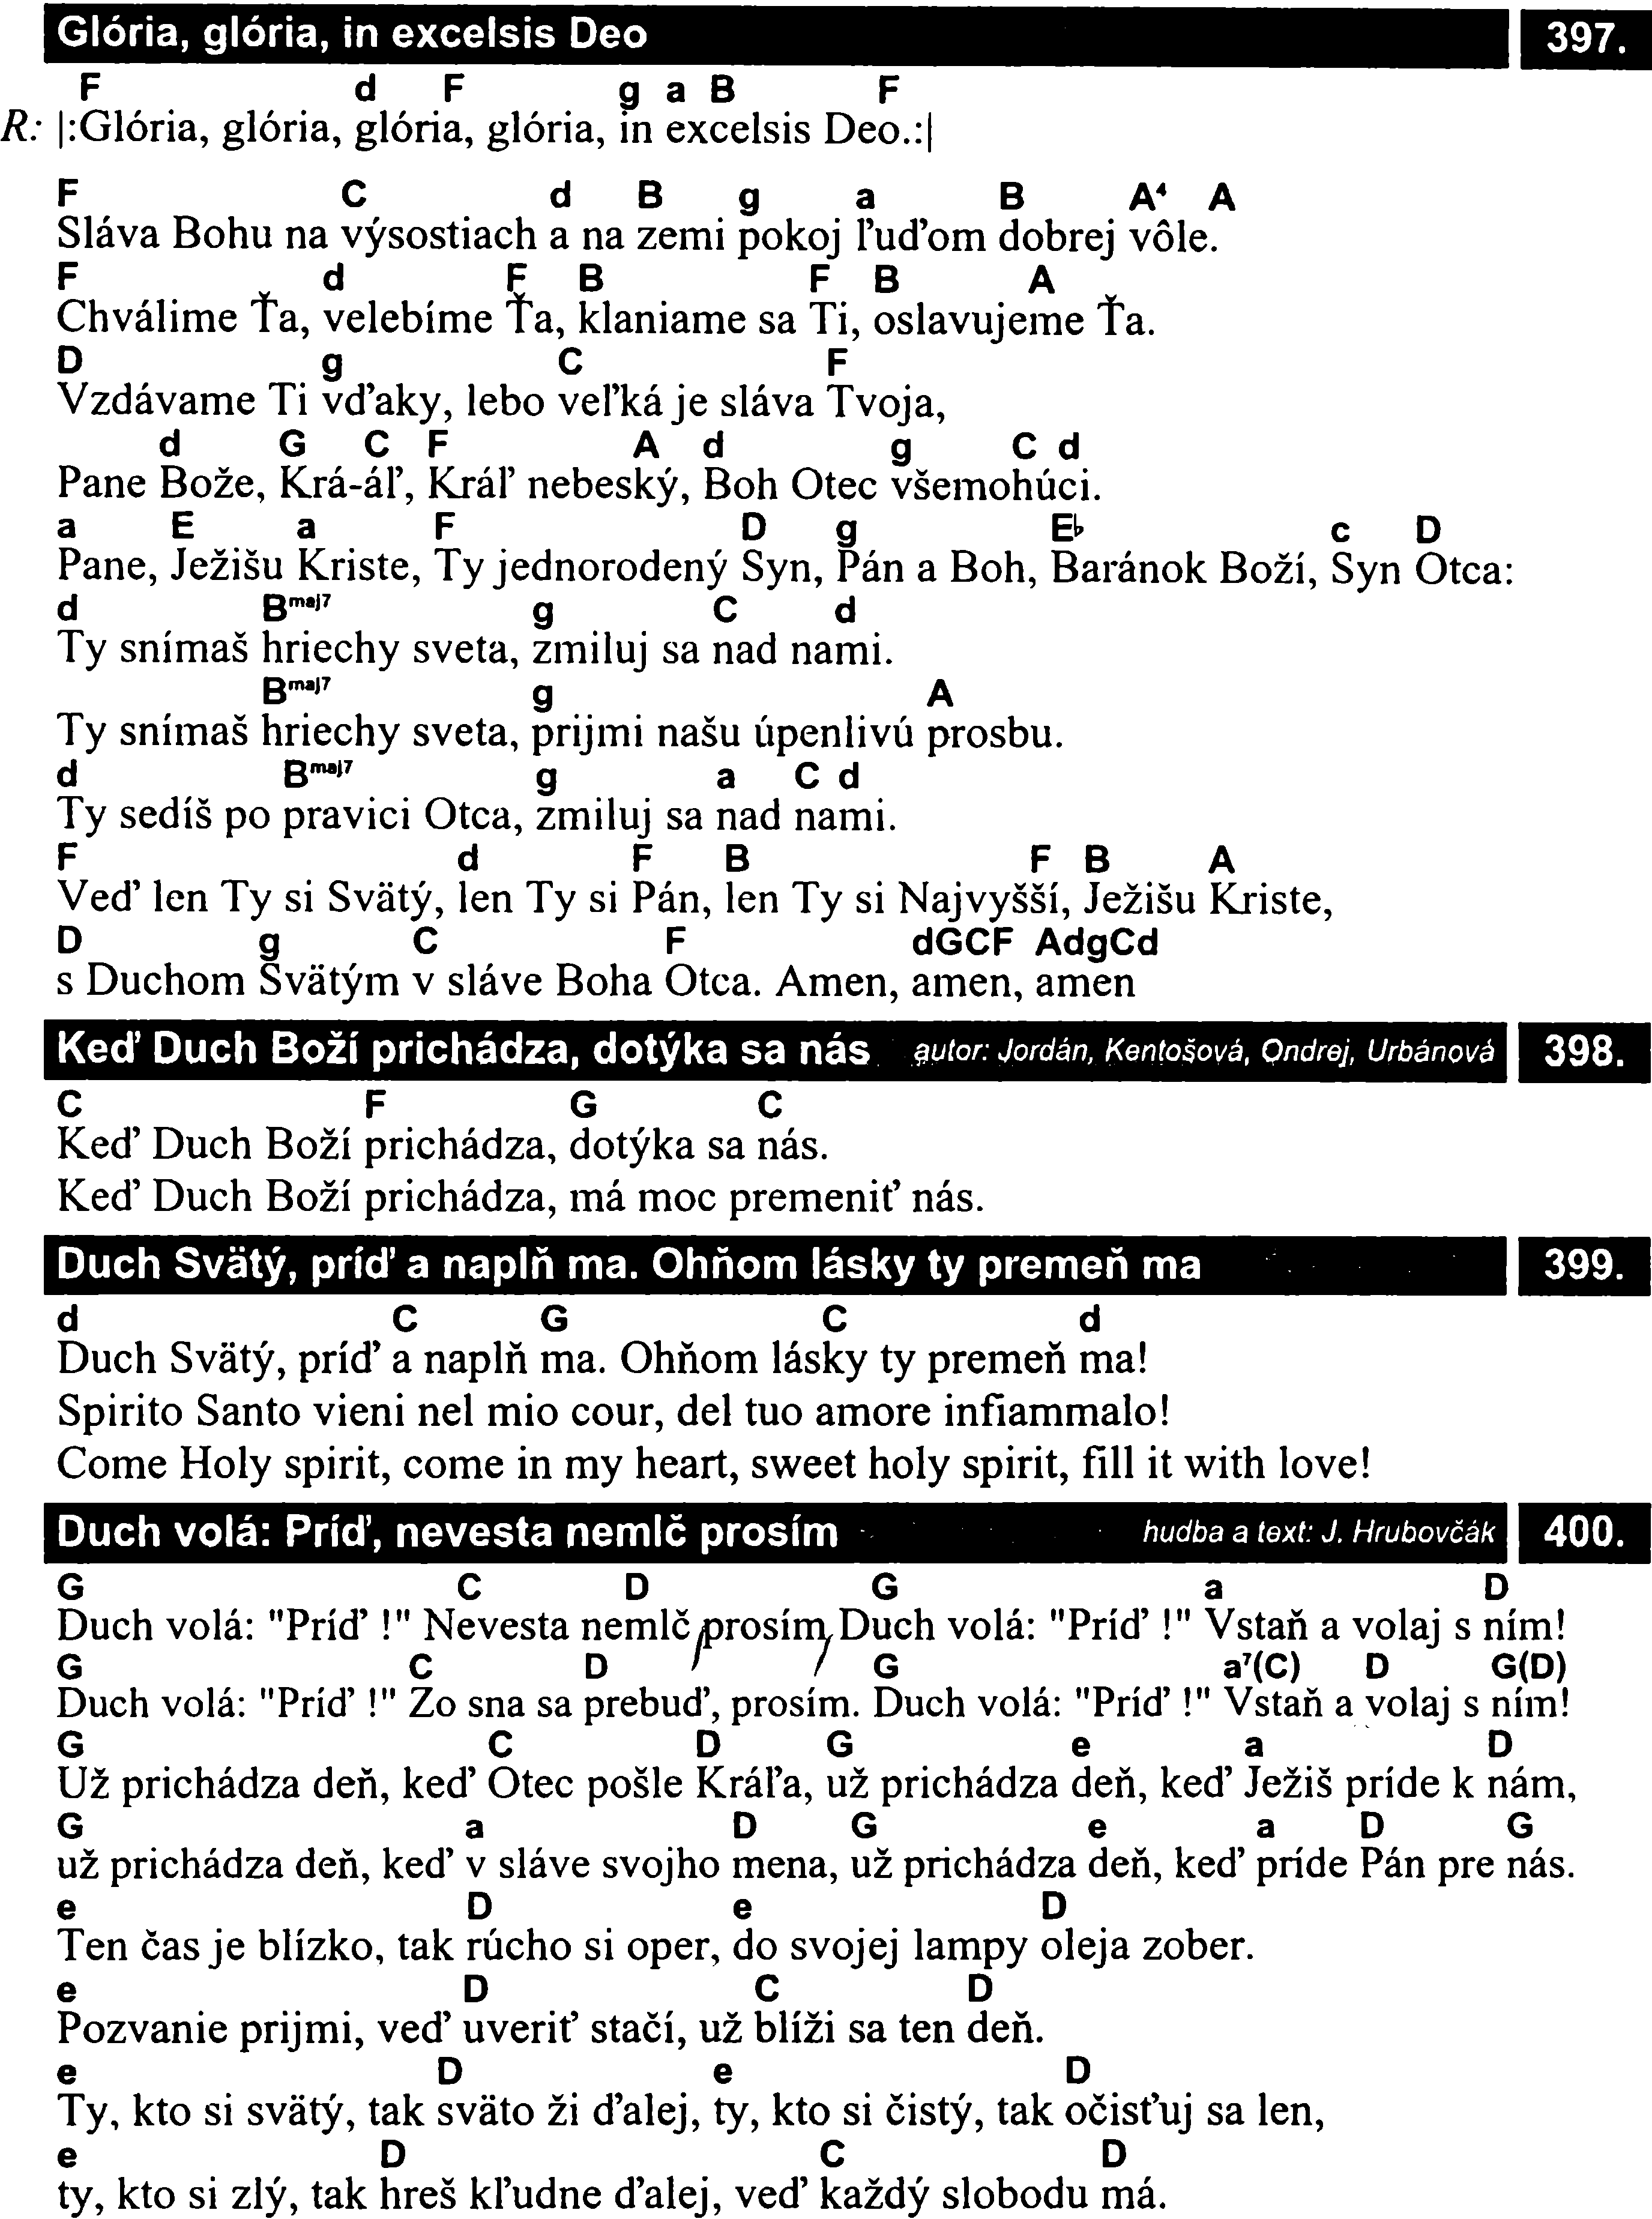 Glória, glória, in excelsis Deo 397.
F d F g a B F
R: |:Glória, glória, glória, glória, in excelsis Deo.:|
F C d B g a B A⁴ A
Sláva Bohu na výsostiach a na zemi pokoj ľuďom dobrej vôle.
F d F B F B A
Chválime Ťa, velebíme Ťa, klaniame sa Ti, oslavujeme Ťa.
D g C F
Vzdávame Ti vďaky, lebo veľká je sláva Tvoja,
d G C F A d g C d
Pane Bože, Krá-áľ, Kráľ nebeský, Boh Otec všemohúci.
a E a F D g E♭ c D
Pane, Ježišu Kriste, Ty jednorodený Syn, Pán a Boh, Baránok Boží, Syn Otca:
d Bmaj7 g C d
Ty snímaš hriechy sveta, zmiluj sa nad nami.
Bmaj7 g A
Ty snímaš hriechy sveta, prijmi našu úpenlivú prosbu.
d Bmaj7 g a C d
Ty sedíš po pravici Otca, zmiluj sa nad nami.
F d F B F B A
Veď len Ty si Svätý, len Ty si Pán, len Ty si Najvyšší, Ježišu Kriste,
D g C F dGCF AdgCd
s Duchom Svätým v sláve Boha Otca. Amen, amen, amen
Keď Duch Boží prichádza, dotýka sa nás autor: Jordán, Kentošová, Ondrej, Urbánová 398.
C F G C
Keď Duch Boží prichádza, dotýka sa nás.
Keď Duch Boží prichádza, má moc premeniť nás.
Duch Svätý, príď a naplň ma. Ohňom lásky ty premeň ma 399.
d C G C d
Duch Svätý, príď a naplň ma. Ohňom lásky ty premeň ma!
Spirito Santo vieni nel mio cour, del tuo amore infiammalo!
Come Holy spirit, come in my heart, sweet holy spirit, fill it with love!
Duch volá: Príď, nevesta nemlč prosím hudba a text: J. Hrubovčák 400.
G C D G a D
Duch volá: "Príď !" Nevesta nemlč, prosím, Duch volá: "Príď !" Vstaň a volaj s ním!
G C D G a⁷(C) D G(D)
Duch volá: "Príď !" Zo sna sa prebuď, prosím. Duch volá: "Príď !" Vstaň a volaj s ním!
G C D G e a D
Už prichádza deň, keď Otec pošle Kráľa, už prichádza deň, keď Ježiš príde k nám,
G a D G e a D G
už prichádza deň, keď v sláve svojho mena, už prichádza deň, keď príde Pán pre nás.
e D e D
Ten čas je blízko, tak rúcho si oper, do svojej lampy oleja zober.
e D C D
Pozvanie prijmi, veď uveriť stačí, už blíži sa ten deň.
e D e D
Ty, kto si svätý, tak sväto ži ďalej, ty, kto si čistý, tak očisťuj sa len,
e D C D
ty, kto si zlý, tak hreš kľudne ďalej, veď každý slobodu má.